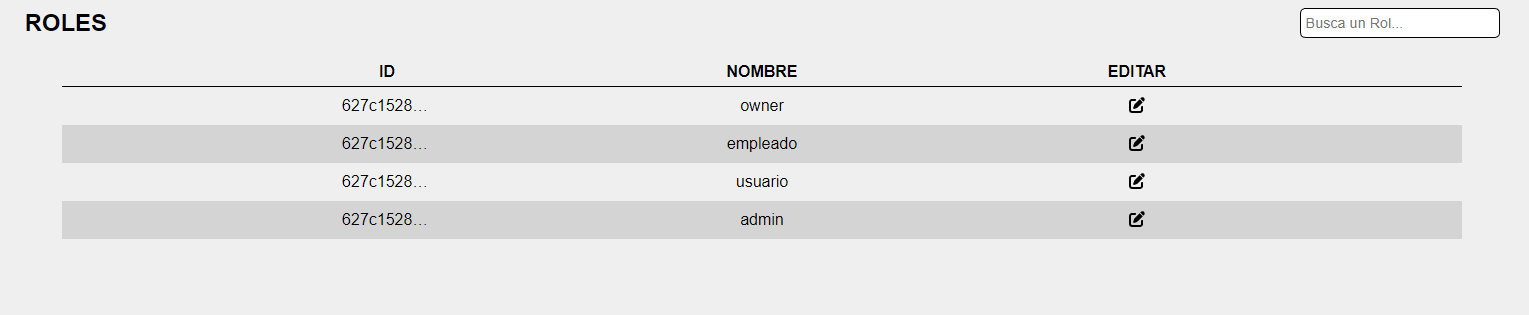 ROLES Busca un Rol...
ID NOMBRE EDITAR
627c1528... owner
627c1528... empleado
627c1528... usuario
627c1528... admin